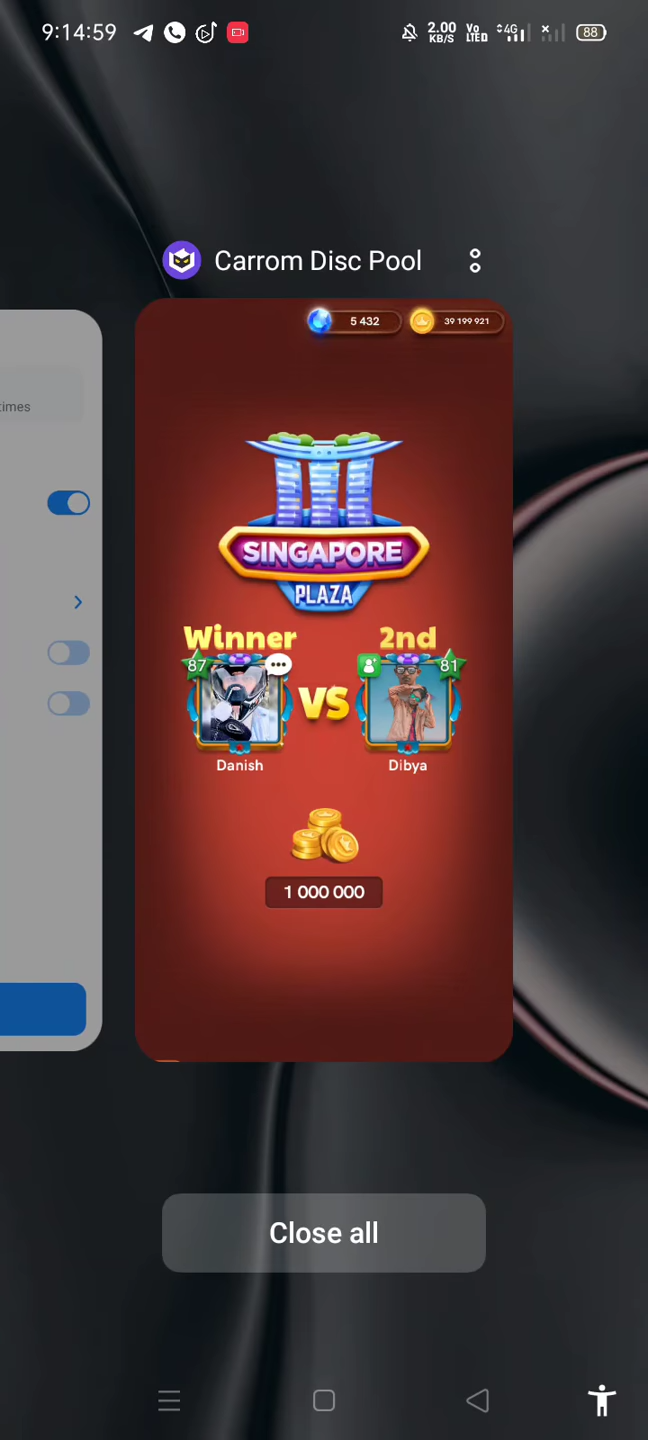 9:14:59
2.00 KB/S
Vo LTED
4G
88
Carrom Disc Pool
5 432
39 199 921
times
SINGAPORE
PLAZA
Winner
2nd
87
81
VS
Danish
Dibya
1 000 000
Close all